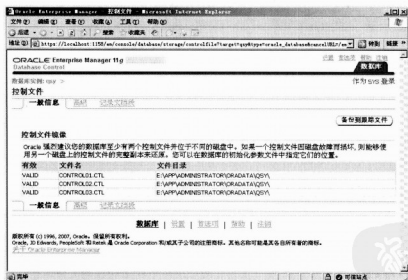 Oracle Enterprise Manager - 控制文件 - Microsoft Internet Explorer
文件(F) 编辑(E) 查看(V) 收藏(A) 工具(T) 帮助(H)
后退 搜索 收藏夹
地址(D) https://localhost:1158/em/console/database/storage/controlfile?target=qsy&type=oracle_database&cancelURL=/em 转到 链接
ORACLE Enterprise Manager 11g
Database Control
设置 首选项 帮助 注销
数据库
数据库实例: qsy >
作为 SYS 登录
控制文件
一般信息 高级 记录文档段
备份到跟踪文件
控制文件镜像
Oracle 强烈建议您的数据库至少有两个控制文件并位于不同的磁盘中。如果一个控制文件因磁盘故障而损坏, 则能够使
用另一个磁盘上的控制文件的完整副本来还原。您可以在数据库的初始化参数文件中指定它们的位置。
有效 文件名 文件目录
VALID CONTROL01.CTL E:\APP\ADMINISTRATOR\ORADATA\QSY\
VALID CONTROL02.CTL E:\APP\ADMINISTRATOR\ORADATA\QSY\
VALID CONTROL03.CTL E:\APP\ADMINISTRATOR\ORADATA\QSY\
一般信息 高级 记录文档段
数据库 | 设置 | 首选项 | 帮助 | 注销
版权所有 (c) 1996, 2007, Oracle。保留所有权利。
Oracle, JD Edwards, PeopleSoft 和 Retek 是 Oracle Corporation 和/或其子公司的注册商标。其他名称可能是其各自所有者的商标。
关于 Oracle Enterprise Manager
完毕
可信站点